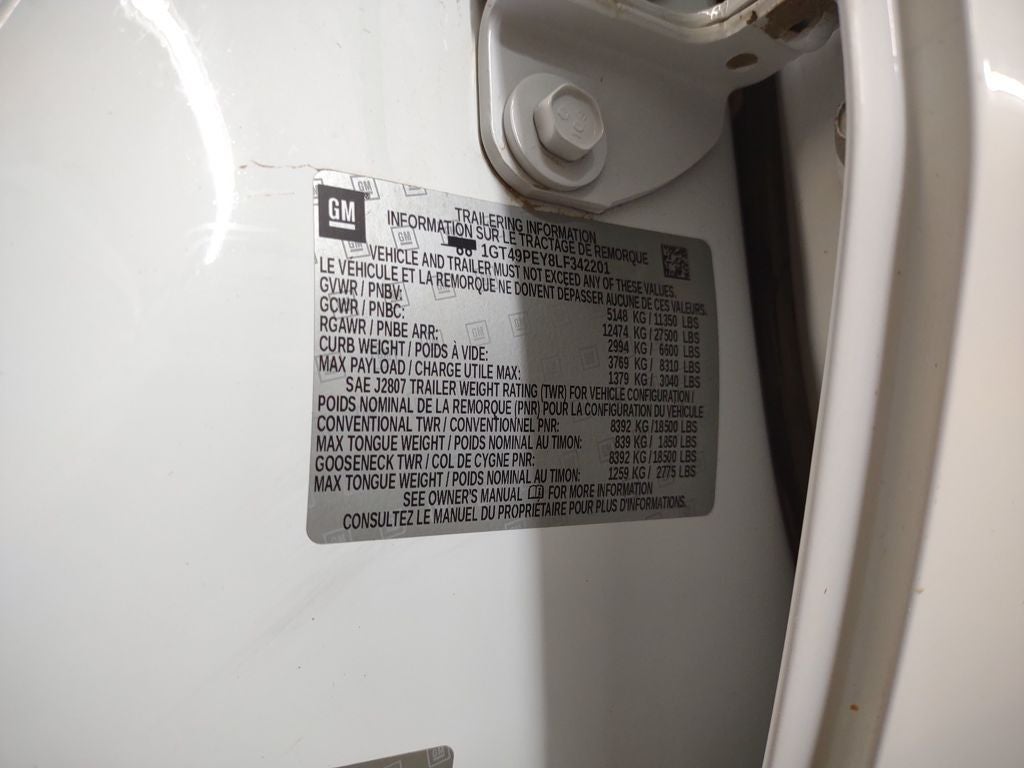 GM
TRAILERING INFORMATION
INFORMATION SUR LE TRACTAGE DE REMORQUE
1GT49PEY8LF342201
VEHICLE AND TRAILER MUST NOT EXCEED ANY OF THESE VALUES.
LE VÉHICULE ET LA REMORQUE NE DOIVENT DÉPASSER AUCUNE DE CES VALEURS.
GVWR / PNBV: 5148 KG / 11350 LBS
GCWR / PNBC: 12474 KG / 27500 LBS
RGAWR / PNBE ARR: 2994 KG / 6600 LBS
CURB WEIGHT / POIDS À VIDE: 3769 KG / 8310 LBS
MAX PAYLOAD / CHARGE UTILE MAX: 1379 KG / 3040 LBS
SAE J2807 TRAILER WEIGHT RATING (TWR) FOR VEHICLE CONFIGURATION /
POIDS NOMINAL DE LA REMORQUE (PNR) POUR LA CONFIGURATION DU VÉHICULE
CONVENTIONAL TWR / CONVENTIONNEL PNR: 8392 KG / 18500 LBS
MAX TONGUE WEIGHT / POIDS NOMINAL AU TIMON: 839 KG / 1850 LBS
GOOSENECK TWR / COL DE CYGNE PNR: 8392 KG / 18500 LBS
MAX TONGUE WEIGHT / POIDS NOMINAL AU TIMON: 1259 KG / 2775 LBS
SEE OWNER'S MANUAL FOR MORE INFORMATION
CONSULTEZ LE MANUEL DU PROPRIÉTAIRE POUR PLUS D'INFORMATIONS.